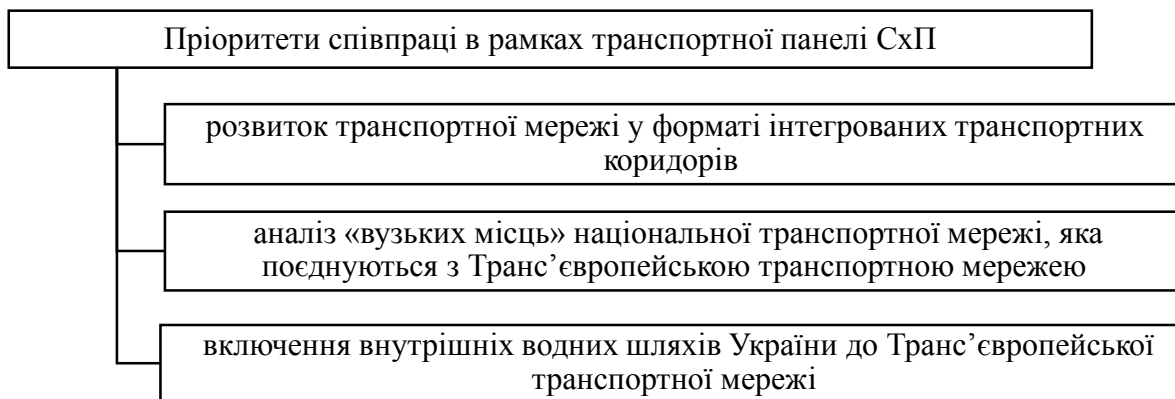 Пріоритети співпраці в рамках транспортної панелі СхП
розвиток транспортної мережі у форматі інтегрованих транспортних
коридорів
аналіз «вузьких місць» національної транспортної мережі, яка
поєднуються з Транс’європейською транспортною мережею
включення внутрішніх водних шляхів України до Транс’європейської
транспортної мережі